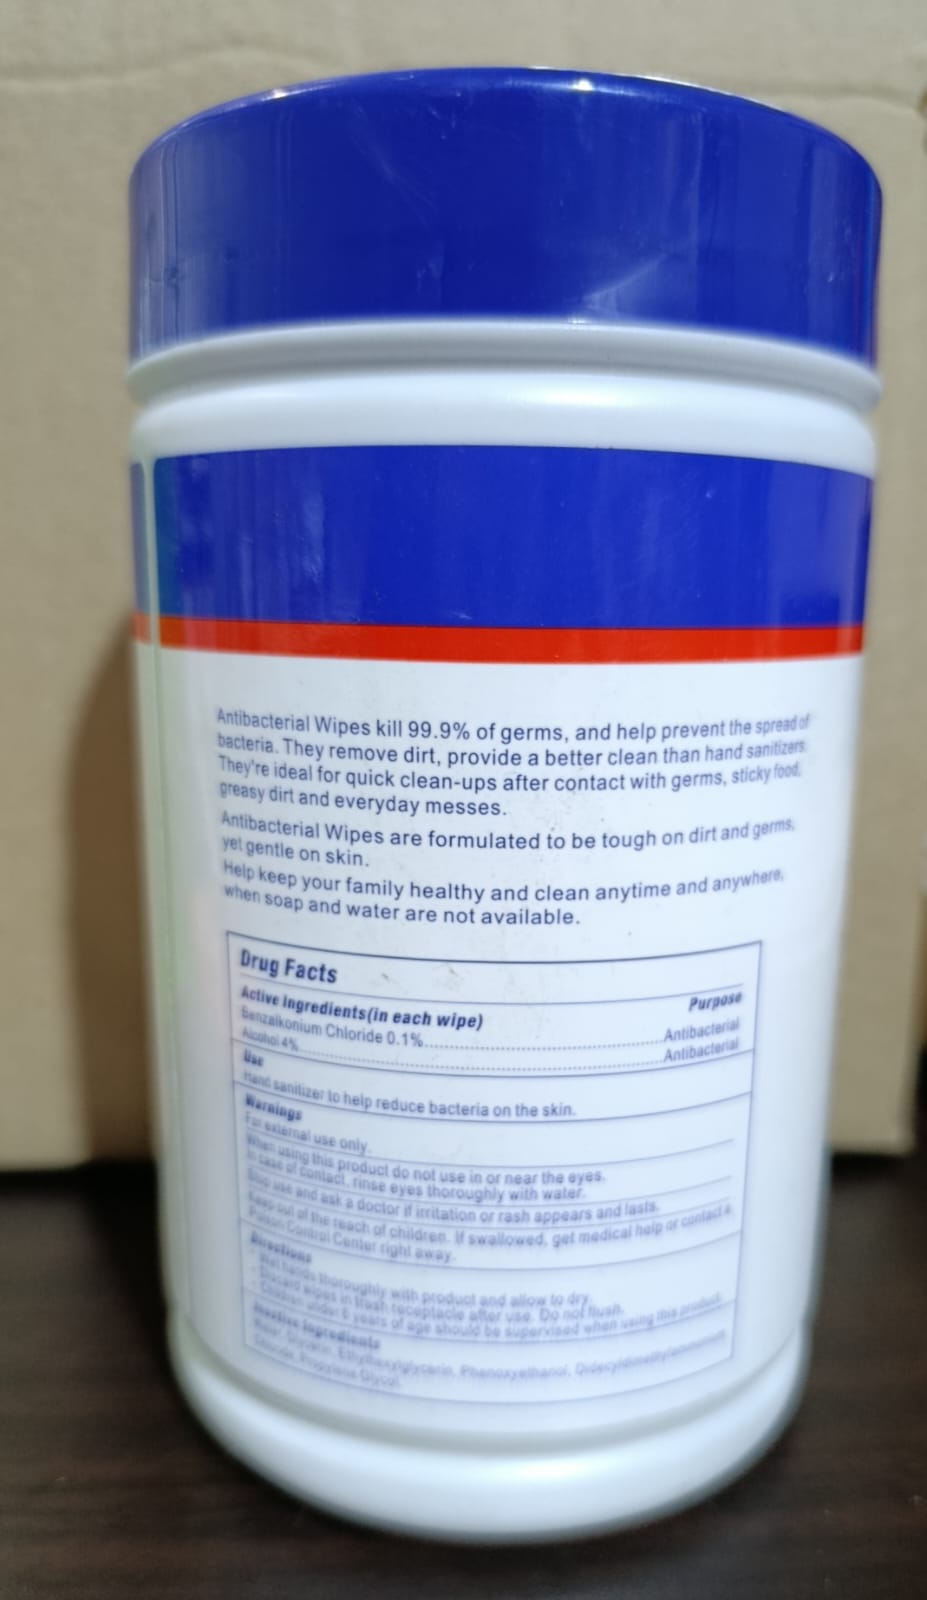 Antibacterial Wipes kill 99.9% of germs, and help prevent the spread of
bacteria. They remove dirt, provide a better clean than hand sanitizers.
They're ideal for quick clean-ups after contact with germs, sticky food,
greasy dirt and everyday messes.
Antibacterial Wipes are formulated to be tough on dirt and germs,
yet gentle on skin.
Help keep your family healthy and clean anytime and anywhere,
when soap and water are not available.
Drug Facts
Active ingredients(in each wipe) Purpose
Benzalkonium Chloride 0.1%..............................Antibacterial
Alcohol 4%..............................Antibacterial
Use
Hand sanitizer to help reduce bacteria on the skin.
Warnings
For external use only.
When using this product do not use in or near the eyes.
In case of contact, rinse eyes thoroughly with water.
Stop use and ask a doctor if irritation or rash appears and lasts.
Keep out of the reach of children. If swallowed, get medical help or contact a
Poison Control Center right away.
Directions
· Wet hands thoroughly with product and allow to dry.
· Discard wipes in trash receptacle after use. Do not flush.
· Children under 6 years of age should be supervised when using this product.
Inactive Ingredients
Water, Glycerin, Ethylhexylglycerin, Phenoxyethanol, Didecyldimethylammonium
Chloride, Propylene Glycol.